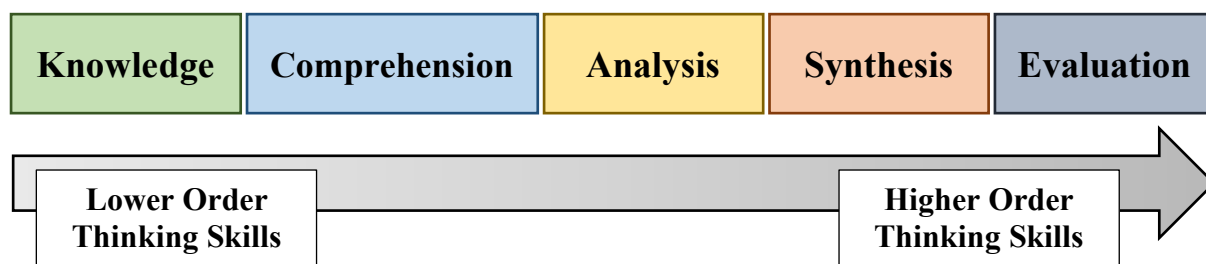 Knowledge Comprehension Analysis Synthesis Evaluation
Lower Order
Thinking Skills
Higher Order
Thinking Skills